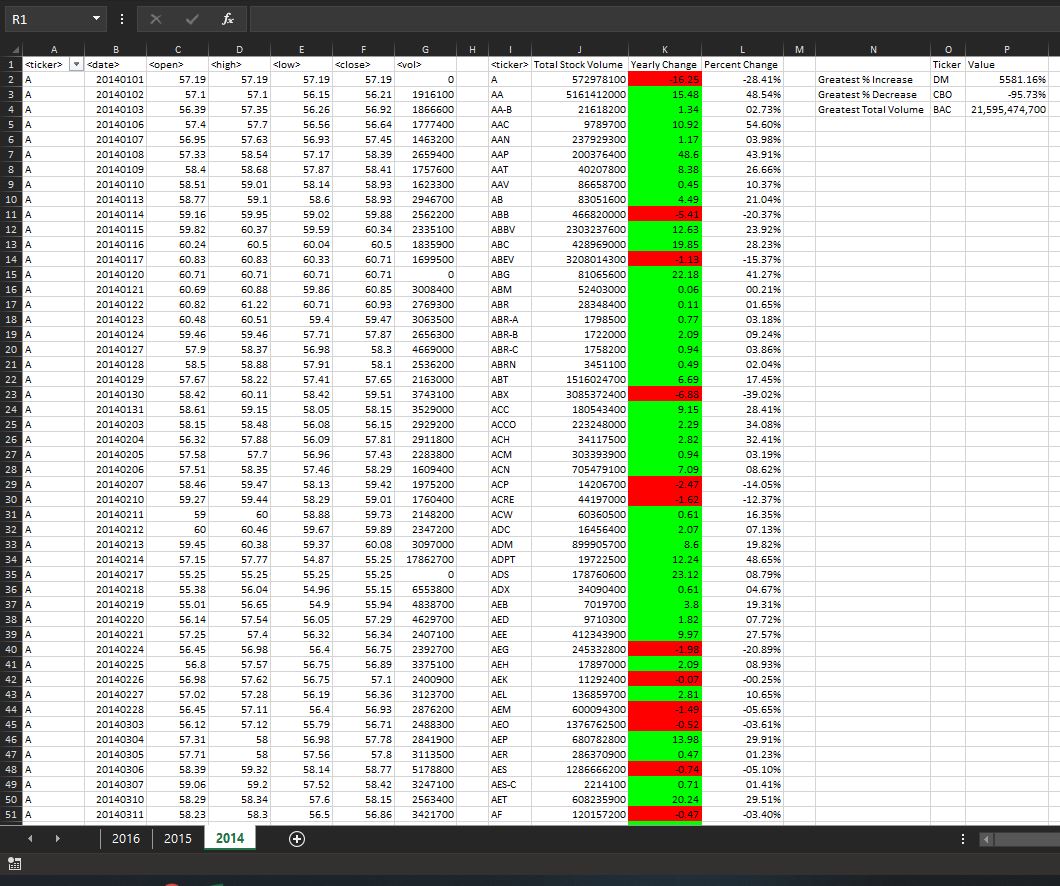 R1
fx
A B C D E F G H I J K L M N O P
1 <ticker> <date> <open> <high> <low> <close> <vol> <ticker> Total Stock Volume Yearly Change Percent Change Ticker Value
2 A 20140101 57.19 57.19 57.19 57.19 0 A 572978100 -16.25 -28.41% Greatest % Increase DM 5581.16%
3 A 20140102 57.1 57.1 56.15 56.21 1916100 AA 5161412000 15.48 48.54% Greatest % Decrease CBO -95.73%
4 A 20140103 56.39 57.35 56.26 56.92 1866600 AA-B 21618200 1.34 02.73% Greatest Total Volume BAC 21,595,474,700
5 A 20140106 57.4 57.7 56.56 56.64 1777400 AAC 9789700 10.92 54.60%
6 A 20140107 56.95 57.63 56.93 57.45 1463200 AAN 237929300 1.17 03.98%
7 A 20140108 57.33 58.54 57.17 58.39 2659400 AAP 200376400 48.6 43.91%
8 A 20140109 58.4 58.68 57.87 58.41 1757600 AAT 40207800 8.38 26.66%
9 A 20140110 58.51 59.01 58.14 58.93 1623300 AAV 86658700 0.45 10.37%
10 A 20140113 58.77 59.1 58.6 58.93 2946700 AB 83051600 4.49 21.04%
11 A 20140114 59.16 59.95 59.02 59.88 2562200 ABB 466820000 -5.41 -20.37%
12 A 20140115 59.82 60.37 59.59 60.34 2335100 ABBV 2303237600 12.63 23.92%
13 A 20140116 60.24 60.5 60.04 60.5 1835900 ABC 428969000 19.85 28.23%
14 A 20140117 60.83 60.83 60.33 60.71 1699500 ABEV 3208014300 -1.13 -15.37%
15 A 20140120 60.71 60.71 60.71 60.71 0 ABG 81065600 22.18 41.27%
16 A 20140121 60.69 60.88 59.86 60.85 3008400 ABM 52403000 0.06 00.21%
17 A 20140122 60.82 61.22 60.71 60.93 2769300 ABR 28348400 0.11 01.65%
18 A 20140123 60.48 60.51 59.4 59.47 3063500 ABR-A 1798500 0.77 03.18%
19 A 20140124 59.46 59.46 57.71 57.87 2656300 ABR-B 1722000 2.09 09.24%
20 A 20140127 57.9 58.37 56.98 58.3 4669000 ABR-C 1758200 0.94 03.86%
21 A 20140128 58.5 58.88 57.91 58.1 2536200 ABRN 3451100 0.49 02.04%
22 A 20140129 57.67 58.22 57.41 57.65 2163000 ABT 1516024700 6.69 17.45%
23 A 20140130 58.42 60.11 58.42 59.51 3743100 ABX 3085372400 -6.88 -39.02%
24 A 20140131 58.61 59.15 58.05 58.15 3529000 ACC 180543400 9.15 28.41%
25 A 20140203 58.15 58.48 56.08 56.15 2929200 ACCO 223248000 2.29 34.08%
26 A 20140204 56.32 57.88 56.09 57.81 2911800 ACH 34117500 2.82 32.41%
27 A 20140205 57.58 57.7 56.96 57.43 2283800 ACM 303393900 0.94 03.19%
28 A 20140206 57.51 58.35 57.46 58.29 1609400 ACN 705479100 7.09 08.62%
29 A 20140207 58.46 59.47 58.13 59.42 1975200 ACP 14206700 -2.47 -14.05%
30 A 20140210 59.27 59.44 58.29 59.01 1760400 ACRE 44197000 -1.62 -12.37%
31 A 20140211 59 60 58.88 59.73 2148200 ACW 60360500 0.61 16.35%
32 A 20140212 60 60.46 59.67 59.89 2347200 ADC 16456400 2.07 07.13%
33 A 20140213 59.45 60.38 59.37 60.08 3097000 ADM 899905700 8.6 19.82%
34 A 20140214 57.15 57.77 54.87 55.25 17862700 ADPT 19722500 12.24 48.65%
35 A 20140217 55.25 55.25 55.25 55.25 0 ADS 178760600 23.12 08.79%
36 A 20140218 55.38 56.04 54.96 55.15 6553800 ADX 34090400 0.61 04.67%
37 A 20140219 55.01 56.65 54.9 55.94 4838700 AEB 7019700 3.8 19.31%
38 A 20140220 56.14 57.54 56.05 57.29 4629700 AED 9710300 1.82 07.72%
39 A 20140221 57.25 57.4 56.32 56.34 2407100 AEE 412343900 9.97 27.57%
40 A 20140224 56.45 56.98 56.4 56.75 2392700 AEG 245332800 -1.98 -20.89%
41 A 20140225 56.8 57.57 56.75 56.89 3375100 AEH 17897000 2.09 08.93%
42 A 20140226 56.98 57.62 56.75 57.1 2400900 AEK 11292400 -0.07 -00.25%
43 A 20140227 57.02 57.28 56.19 56.36 3123700 AEL 136859700 2.81 10.65%
44 A 20140228 56.45 57.11 56.4 56.93 2876200 AEM 600094300 -1.49 -05.65%
45 A 20140303 56.12 57.12 55.79 56.71 2488300 AEO 1376762500 -0.52 -03.61%
46 A 20140304 57.31 58 56.98 57.78 2841900 AEP 680782800 13.98 29.91%
47 A 20140305 57.71 58 57.56 57.8 3113500 AER 286370900 0.47 01.23%
48 A 20140306 58.39 59.32 58.14 58.77 5178800 AES 1286666200 -0.74 -05.10%
49 A 20140307 59.06 59.2 57.52 58.42 3247100 AES-C 2214100 0.71 01.41%
50 A 20140310 58.29 58.34 57.6 58.15 2563400 AET 608235900 20.24 29.51%
51 A 20140311 58.23 58.3 56.5 56.86 3421700 AF 120157200 -0.47 -03.40%
2016 2015 2014